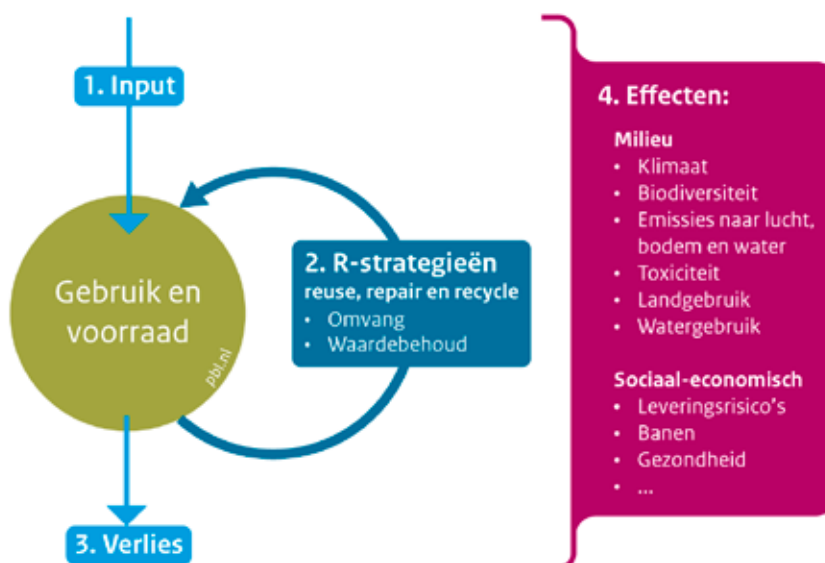 1. Input
Gebruik en
voorraad
pbl.nl
2. R-strategieën
reuse, repair en recycle
• Omvang
• Waardebehoud
3. Verlies
4. Effecten:
Milieu
• Klimaat
• Biodiversiteit
• Emissies naar lucht,
bodem en water
• Toxiciteit
• Landgebruik
• Watergebruik
Sociaal-economisch
• Leveringsrisico's
• Banen
• Gezondheid
• ...